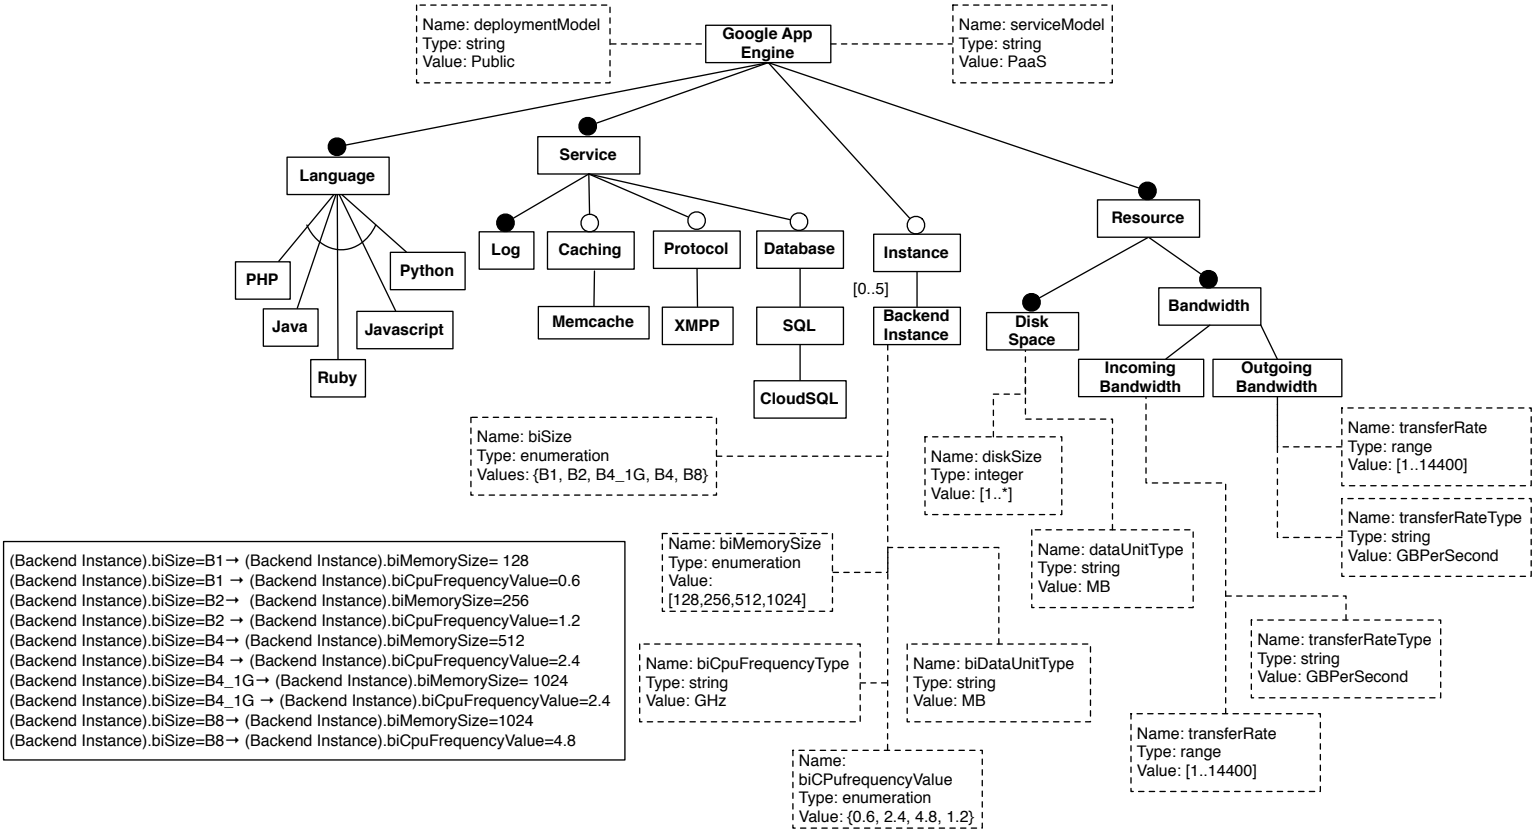 Name: deploymentModel
Type: string
Value: Public
Google App
Engine
Name: serviceModel
Type: string
Value: PaaS
Language
Service
Resource
PHP
Java
Ruby
Javascript
Python
Log
Caching
Protocol
Database
Instance
[0..5]
Memcache
XMPP
SQL
CloudSQL
Backend
Instance
Disk
Space
Bandwidth
Incoming
Bandwidth
Outgoing
Bandwidth
Name: biSize
Type: enumeration
Values: {B1, B2, B4_1G, B4, B8}
Name: diskSize
Type: integer
Value: [1..*]
Name: transferRate
Type: range
Value: [1..14400]
Name: transferRateType
Type: string
Value: GBPerSecond
Name: biMemorySize
Type: enumeration
Value:
[128,256,512,1024]
Name: dataUnitType
Type: string
Value: MB
(Backend Instance).biSize=B1→ (Backend Instance).biMemorySize= 128
(Backend Instance).biSize=B1 → (Backend Instance).biCpuFrequencyValue=0.6
(Backend Instance).biSize=B2→ (Backend Instance).biMemorySize=256
(Backend Instance).biSize=B2 → (Backend Instance).biCpuFrequencyValue=1.2
(Backend Instance).biSize=B4→ (Backend Instance).biMemorySize=512
(Backend Instance).biSize=B4 → (Backend Instance).biCpuFrequencyValue=2.4
(Backend Instance).biSize=B4_1G→ (Backend Instance).biMemorySize= 1024
(Backend Instance).biSize=B4_1G → (Backend Instance).biCpuFrequencyValue=2.4
(Backend Instance).biSize=B8→ (Backend Instance).biMemorySize=1024
(Backend Instance).biSize=B8→ (Backend Instance).biCpuFrequencyValue=4.8
Name: biCpuFrequencyType
Type: string
Value: GHz
Name: biDataUnitType
Type: string
Value: MB
Name: transferRateType
Type: string
Value: GBPerSecond
Name: transferRate
Type: range
Value: [1..14400]
Name:
biCPufrequencyValue
Type: enumeration
Value: {0.6, 2.4, 4.8, 1.2}